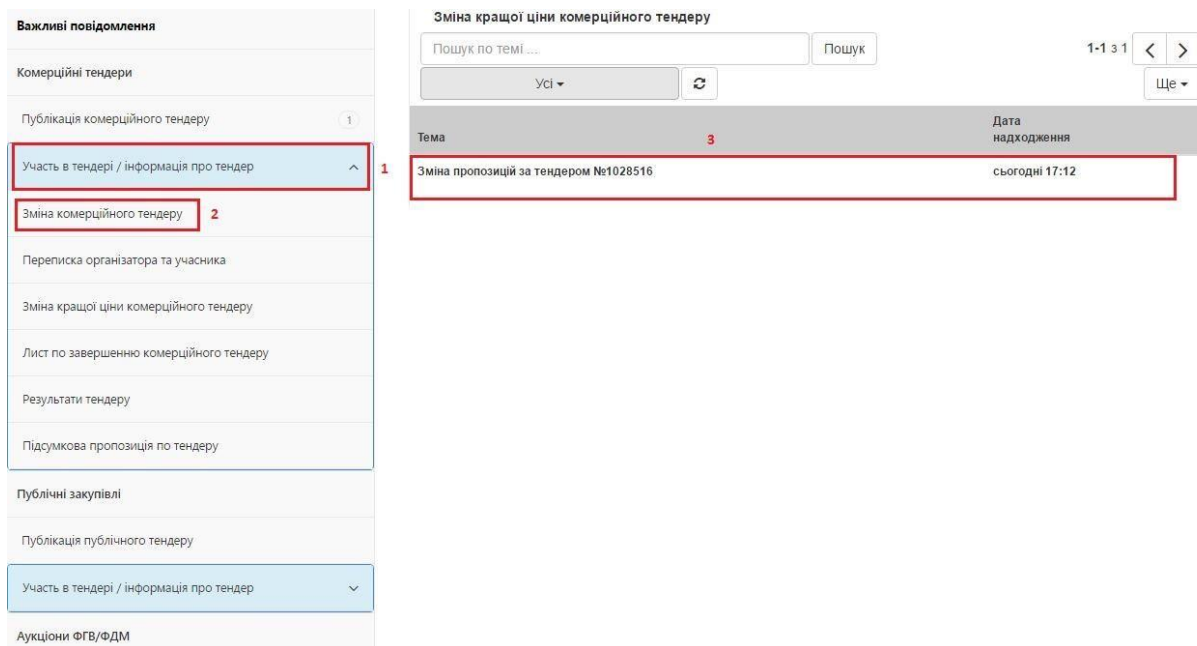 Важливі повідомлення
Комерційні тендери
Публікація комерційного тендеру 1
Участь в тендері / інформація про тендер 1
Зміна комерційного тендеру 2
Переписка організатора та учасника
Зміна кращої ціни комерційного тендеру
Лист по завершенню комерційного тендеру
Результати тендеру
Підсумкова пропозиція по тендеру
Публічні закупівлі
Публікація публічного тендеру
Участь в тендері / інформація про тендер
Аукціони ФГВ/ФДМ
Зміна кращої ціни комерційного тендеру
Пошук по темі ... Пошук 1-1 з 1
Усі Ще
Тема 3 Дата
надходження
Зміна пропозицій за тендером №1028516 сьогодні 17:12